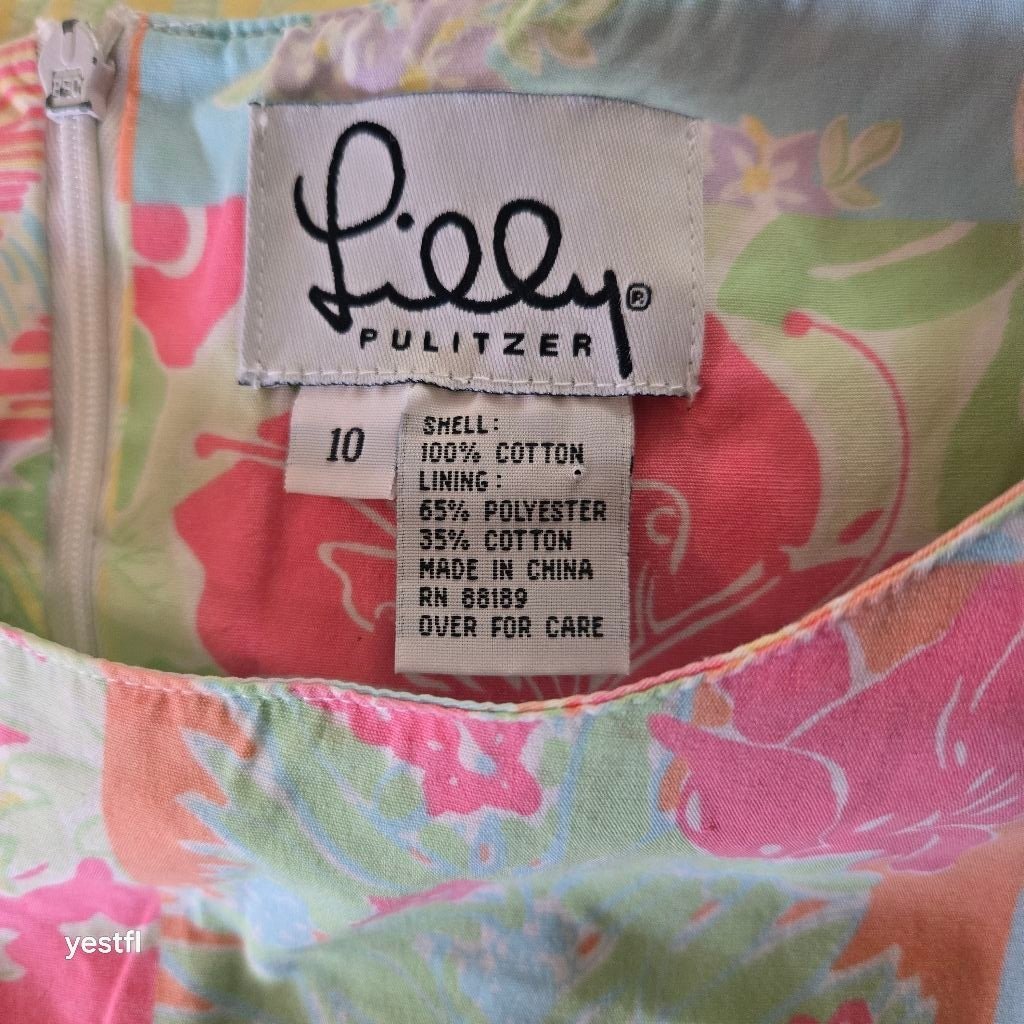 Lilly®
PULITZER
10
SHELL:
100% COTTON
LINING:
65% POLYESTER
35% COTTON
MADE IN CHINA
RN 88189
OVER FOR CARE
yestfl